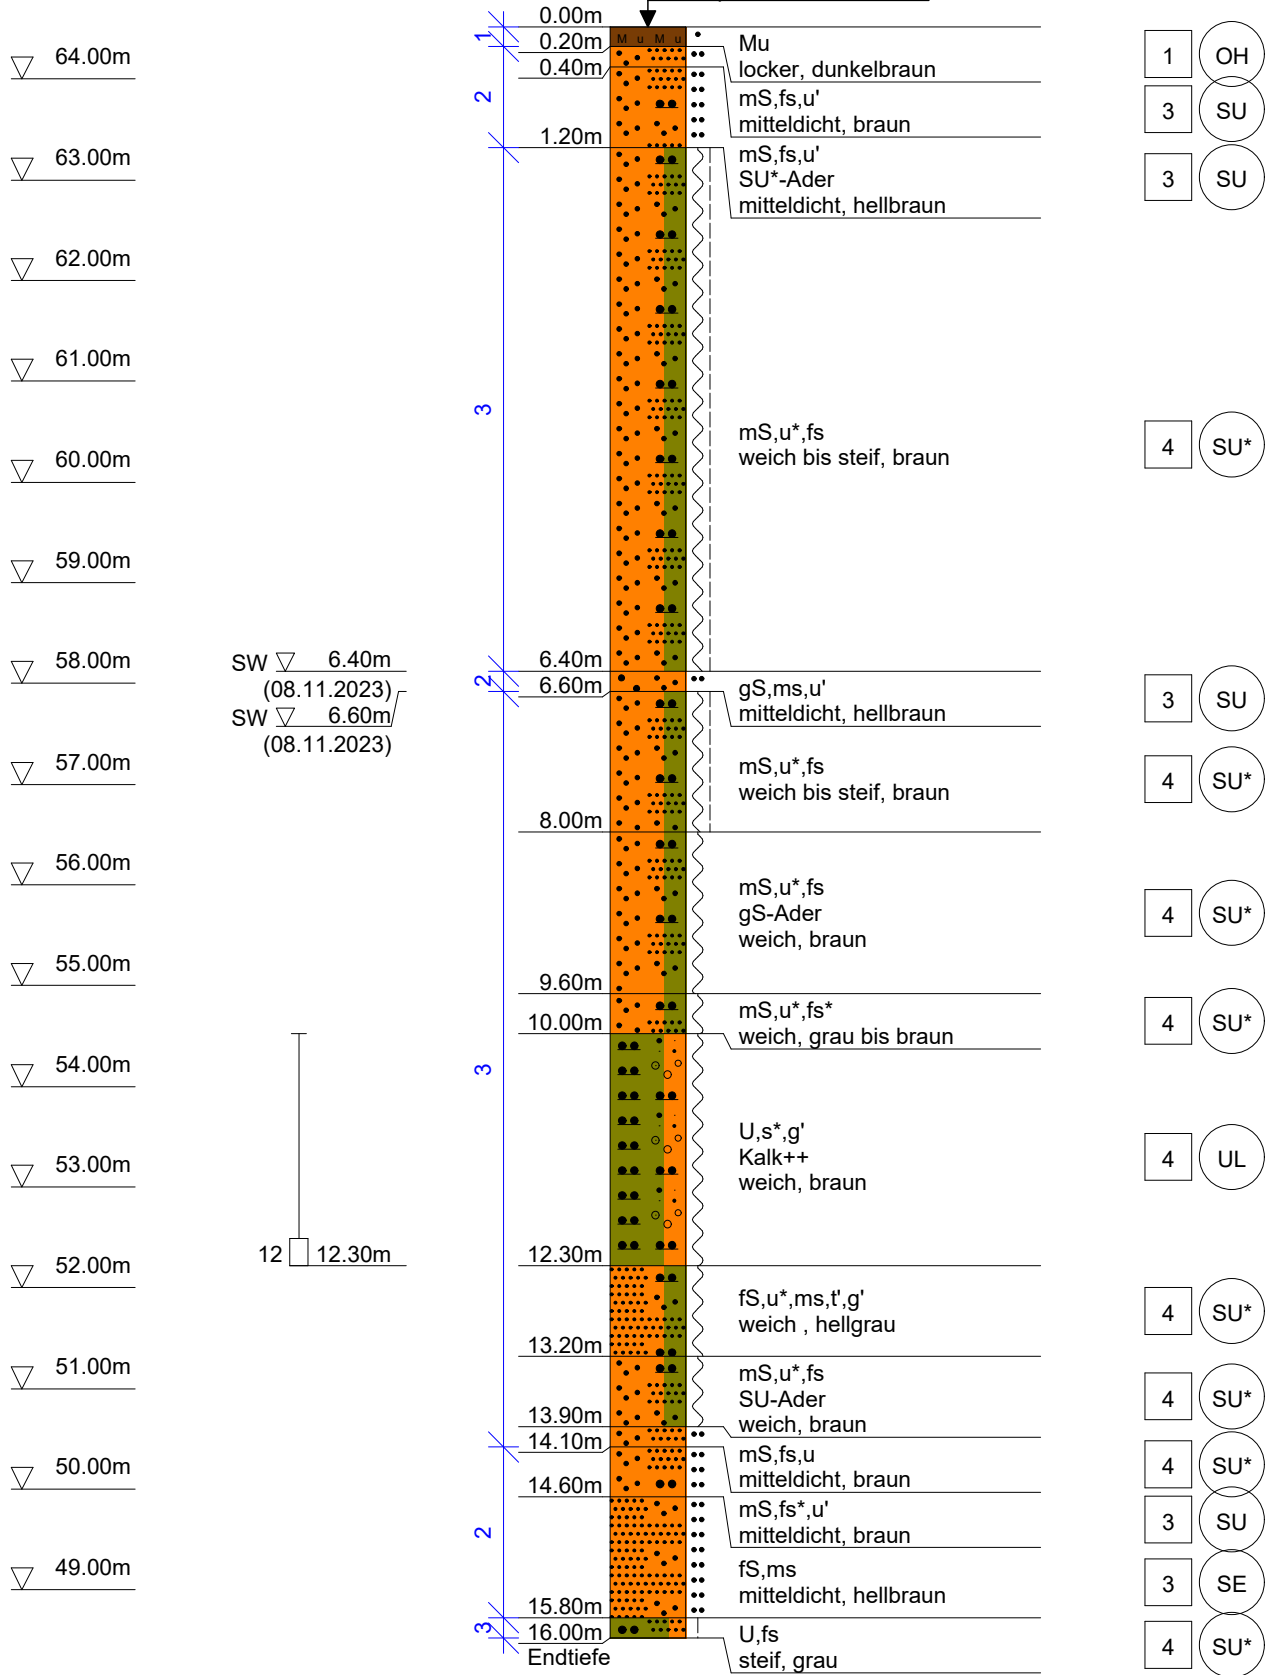 0.00m
1
0.20m
M u M u
Mu
locker, dunkelbraun
1
OH
64.00m
0.40m
2
mS,fs,u'
mitteldicht, braun
3
SU
1.20m
63.00m
mS,fs,u'
SU*-Ader
mitteldicht, hellbraun
3
SU
62.00m
61.00m
3
mS,u*,fs
weich bis steif, braun
4
SU*
60.00m
59.00m
58.00m
SW 6.40m
(08.11.2023)
SW 6.60m
(08.11.2023)
6.40m
2
6.60m
gS,ms,u'
mitteldicht, hellbraun
3
SU
57.00m
mS,u*,fs
weich bis steif, braun
4
SU*
8.00m
56.00m
mS,u*,fs
gS-Ader
weich, braun
4
SU*
55.00m
9.60m
10.00m
mS,u*,fs*
weich, grau bis braun
4
SU*
54.00m
3
U,s*,g'
Kalk++
weich, braun
4
UL
53.00m
12 12.30m
12.30m
52.00m
fS,u*,ms,t',g'
weich , hellgrau
4
SU*
13.20m
51.00m
mS,u*,fs
SU-Ader
weich, braun
4
SU*
13.90m
14.10m
mS,fs,u
mitteldicht, braun
4
SU*
50.00m
14.60m
mS,fs*,u'
mitteldicht, braun
3
SU
2
49.00m
fS,ms
mitteldicht, hellbraun
3
SE
15.80m
3
16.00m
Endtiefe
U,fs
steif, grau
4
SU*